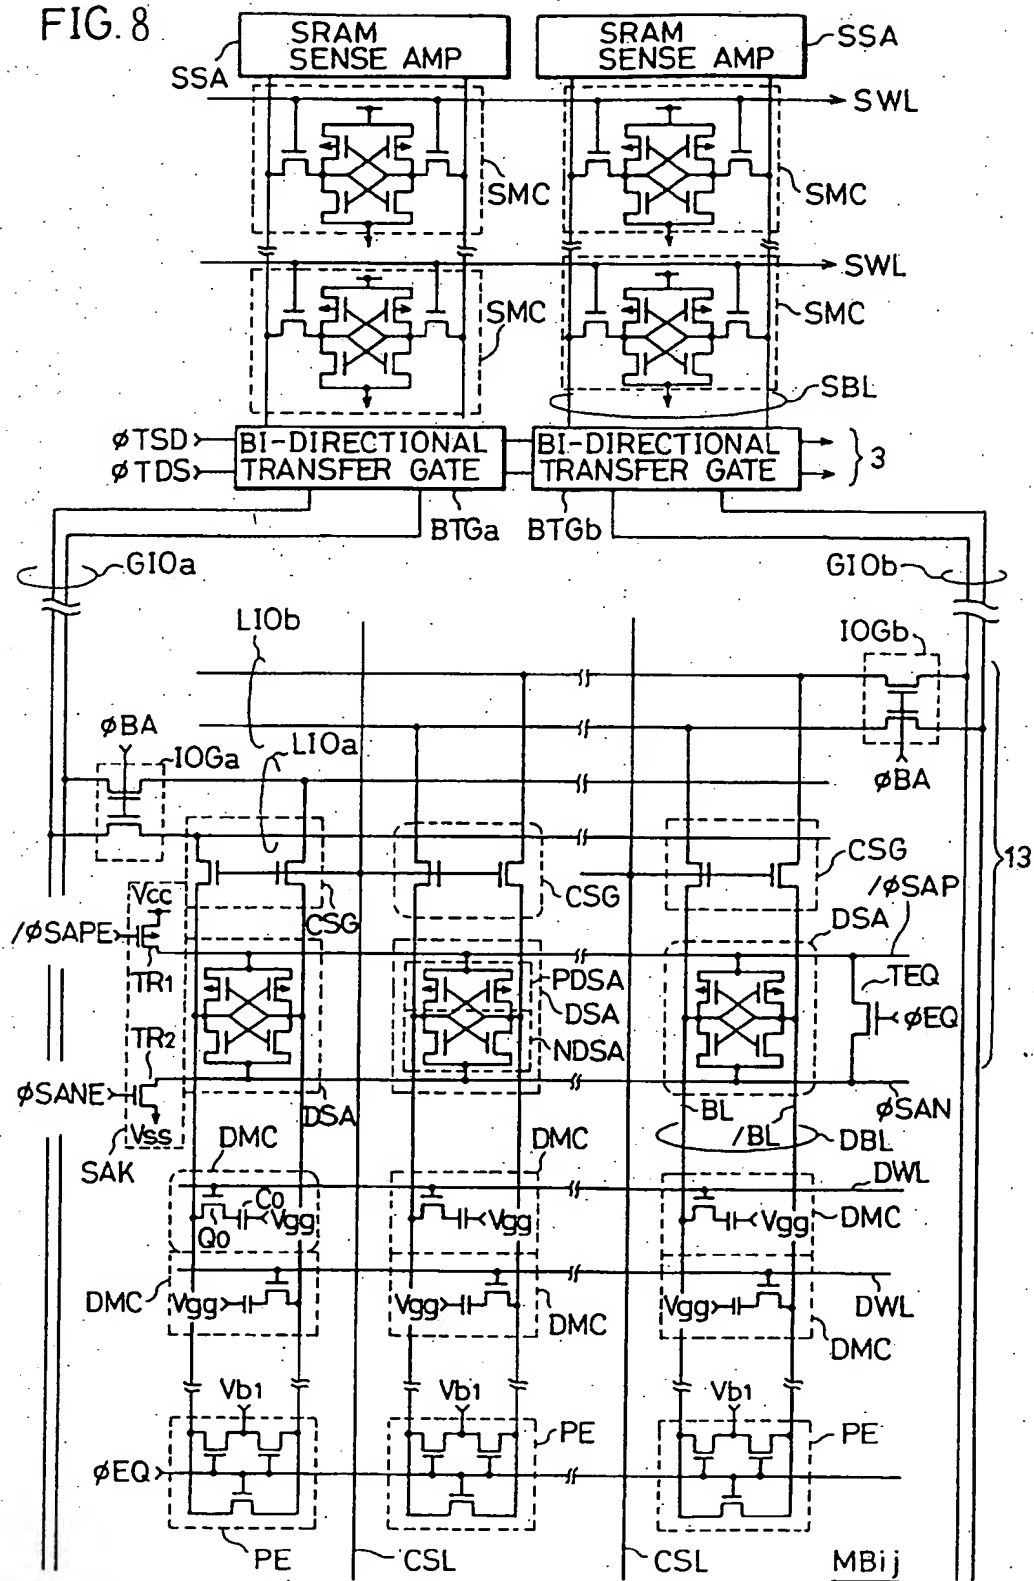 FIG. 8
SRAM SENSE AMP
SRAM SENSE AMP
SSA
SSA
SWL
SMC
SMC
SWL
SMC
SMC
SBL
φTSD
φTDS
BI-DIRECTIONAL TRANSFER GATE
BI-DIRECTIONAL TRANSFER GATE
3
BTGa
BTGb
GIOa
GIOb
LIOb
IOGb
φBA
IOGa
LIOa
φBA
13
CSG
CSG
CSG
Vcc
/φSAP
/φSAPE
DSA
TR1
PDSA
DSA
TEQ
φEQ
TR2
NDSA
φSANE
Vss
DSA
BL
/BL
φSAN
SAK
DMC
DMC
DBL
DWL
Co
Qo
Vgg
Vgg
Vgg
DMC
DMC
Vgg
Vgg
DMC
Vgg
DWL
DMC
Vb1
Vb1
Vb1
PE
PE
φEQ
PE
CSL
CSL
MBij